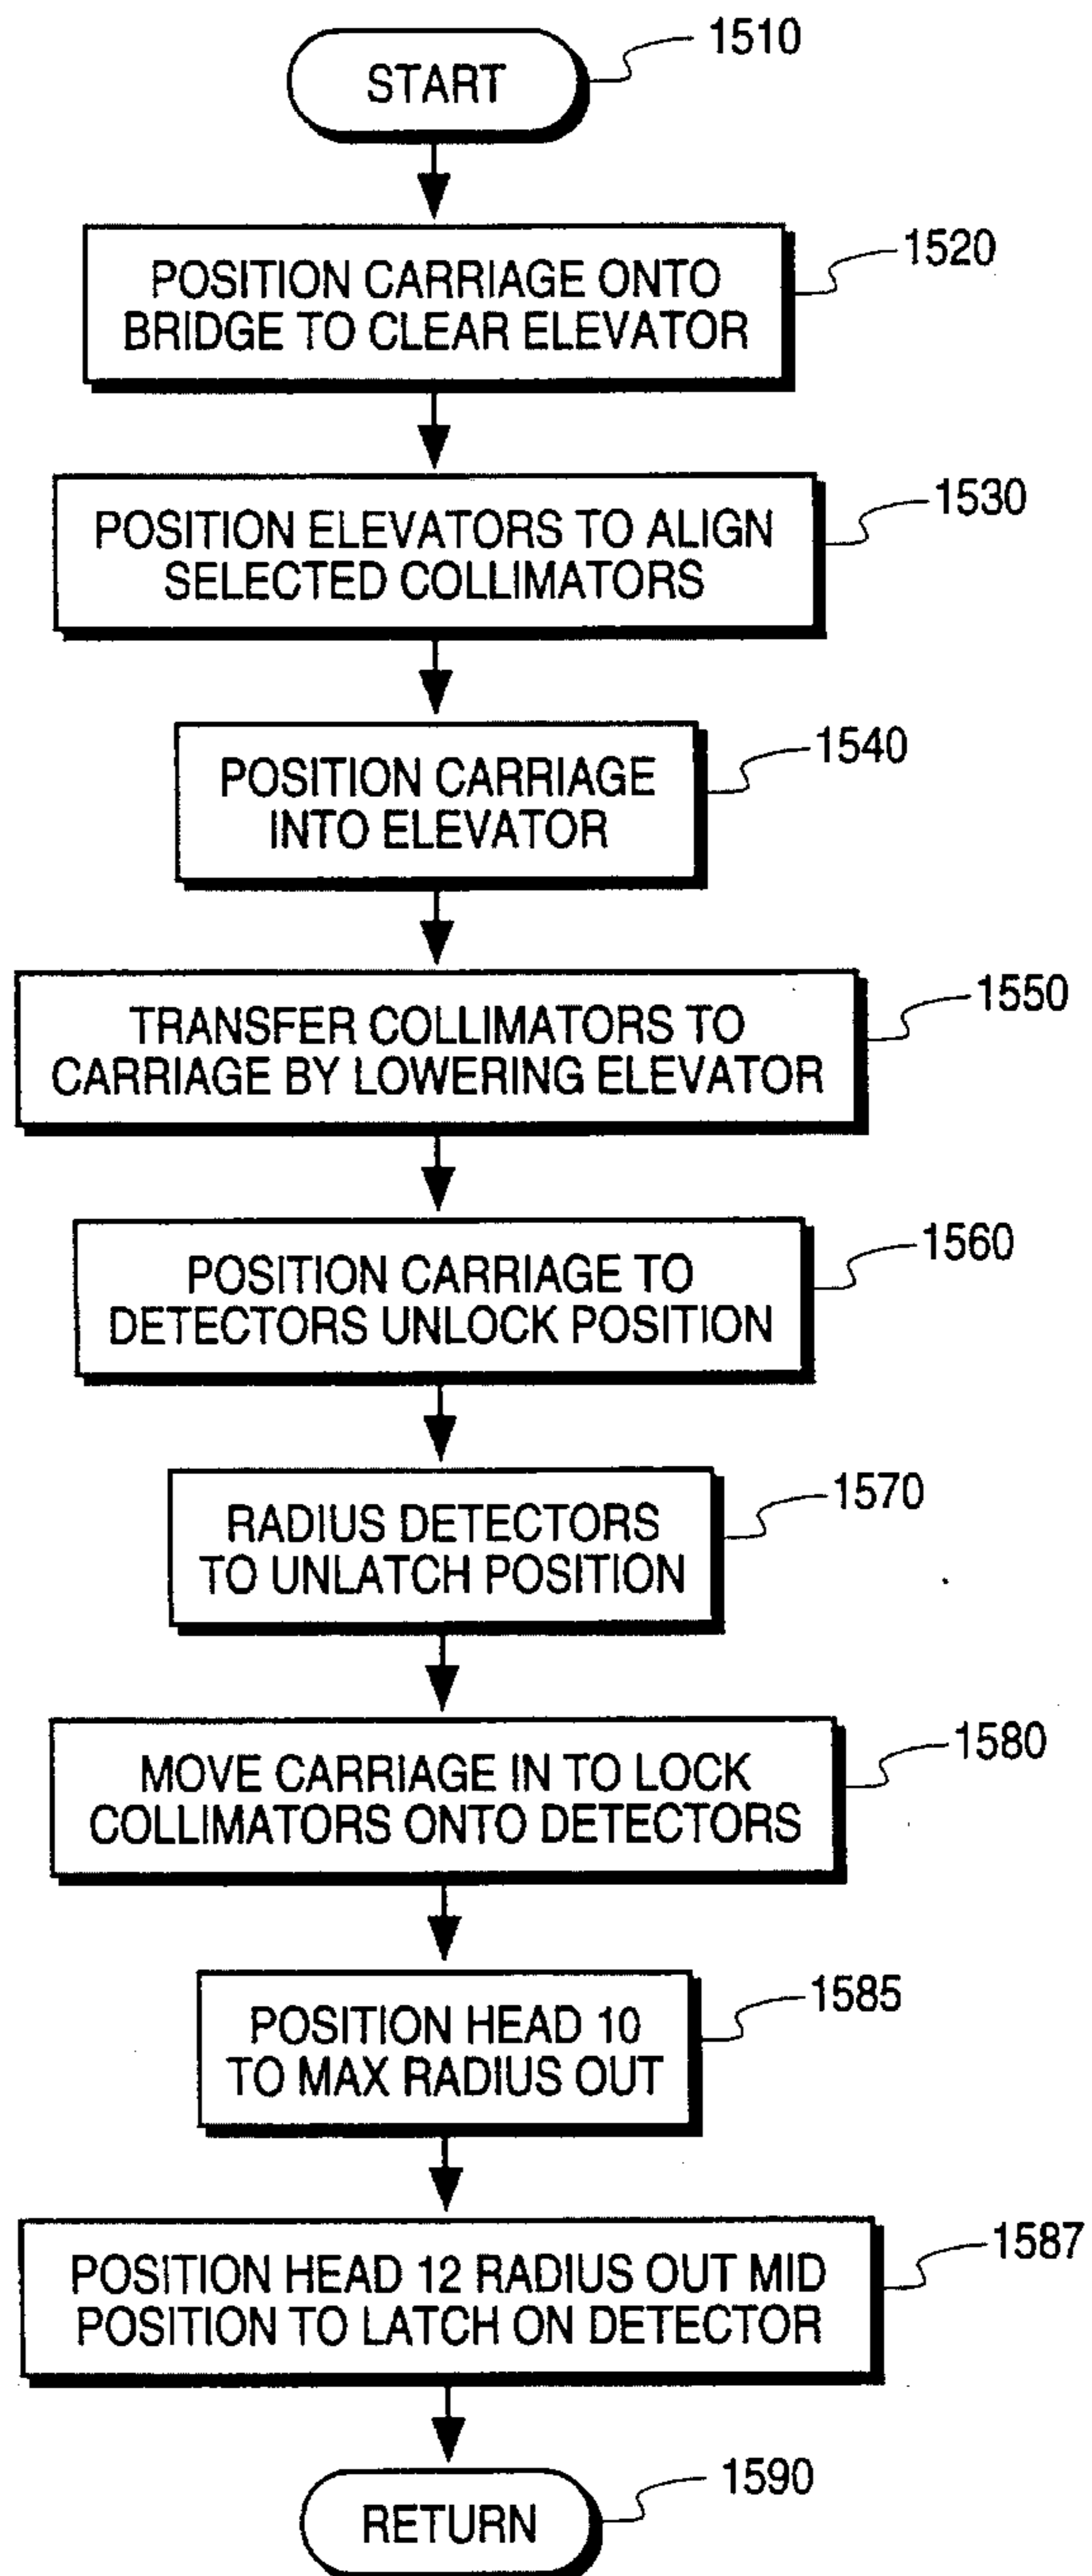 START
1510
POSITION CARRIAGE ONTO
BRIDGE TO CLEAR ELEVATOR
1520
POSITION ELEVATORS TO ALIGN
SELECTED COLLIMATORS
1530
POSITION CARRIAGE
INTO ELEVATOR
1540
TRANSFER COLLIMATORS TO
CARRIAGE BY LOWERING ELEVATOR
1550
POSITION CARRIAGE TO
DETECTORS UNLOCK POSITION
1560
RADIUS DETECTORS
TO UNLATCH POSITION
1570
MOVE CARRIAGE IN TO LOCK
COLLIMATORS ONTO DETECTORS
1580
POSITION HEAD 10
TO MAX RADIUS OUT
1585
POSITION HEAD 12 RADIUS OUT MID
POSITION TO LATCH ON DETECTOR
1587
RETURN
1590